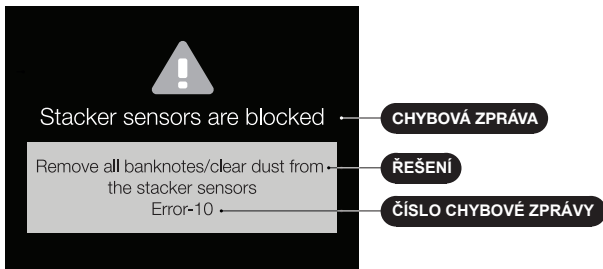 Stacker sensors are blocked
CHYBOVÁ ZPRÁVA
Remove all banknotes/clear dust from
ŘEŠENÍ
the stacker sensors
Error-10
ČÍSLO CHYBOVÉ ZPRÁVY